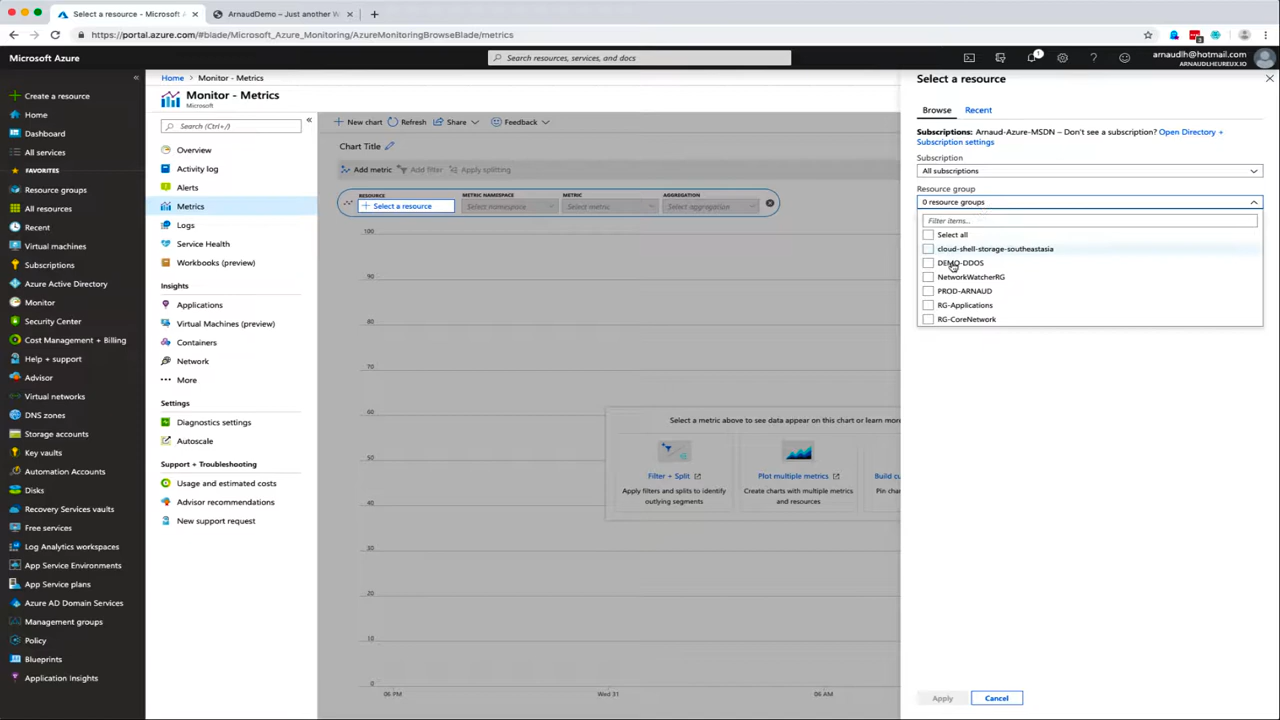 Select a resource - Microsoft A
ArnaudDemo – Just another W
https://portal.azure.com/#blade/Microsoft_Azure_Monitoring/AzureMonitoringBrowseBlade/metrics
Microsoft Azure
Search resources, services, and docs
1
arnaudlh@hotmail.com
ARNAUDLHEUREUX.IO
Create a resource
Home
Dashboard
All services
FAVORITES
Resource groups
All resources
Recent
Virtual machines
Subscriptions
Azure Active Directory
Monitor
Security Center
Cost Management + Billing
Help + support
Advisor
Virtual networks
DNS zones
Storage accounts
Key vaults
Automation Accounts
Disks
Recovery Services vaults
Free services
Log Analytics workspaces
App Service Environments
App Service plans
Azure AD Domain Services
Management groups
Policy
Blueprints
Application Insights
Home > Monitor - Metrics
Monitor - Metrics
Microsoft
Search (Ctrl+/)
Overview
Activity log
Alerts
Metrics
Logs
Service Health
Workbooks (preview)
Insights
Applications
Virtual Machines (preview)
Containers
Network
More
Settings
Diagnostics settings
Autoscale
Support + Troubleshooting
Usage and estimated costs
Advisor recommendations
New support request
New chart
Refresh
Share
Feedback
Chart Title
Add metric
Add filter
Apply splitting
RESOURCE
METRIC NAMESPACE
METRIC
AGGREGATION
Select a resource
Select namespace
Select metric
Select aggregation
100
90
80
70
60
50
40
30
20
10
0
06 PM
Wed 31
06 AM
Select a metric above to see data appear on this chart or learn mor
Filter + Split
Apply filters and splits to identify
outlying segments
Plot multiple metrics
Create charts with multiple metrics
and resources
Build cu
Pin char
Select a resource
Browse
Recent
Subscriptions: Arnaud-Azure-MSDN – Don't see a subscription? Open Directory +
Subscription settings
Subscription
All subscriptions
Resource group
0 resource groups
Filter items...
Select all
cloud-shell-storage-southeastasia
DEMO-DDOS
NetworkWatcherRG
PROD-ARNAUD
RG-Applications
RG-CoreNetwork
Apply
Cancel